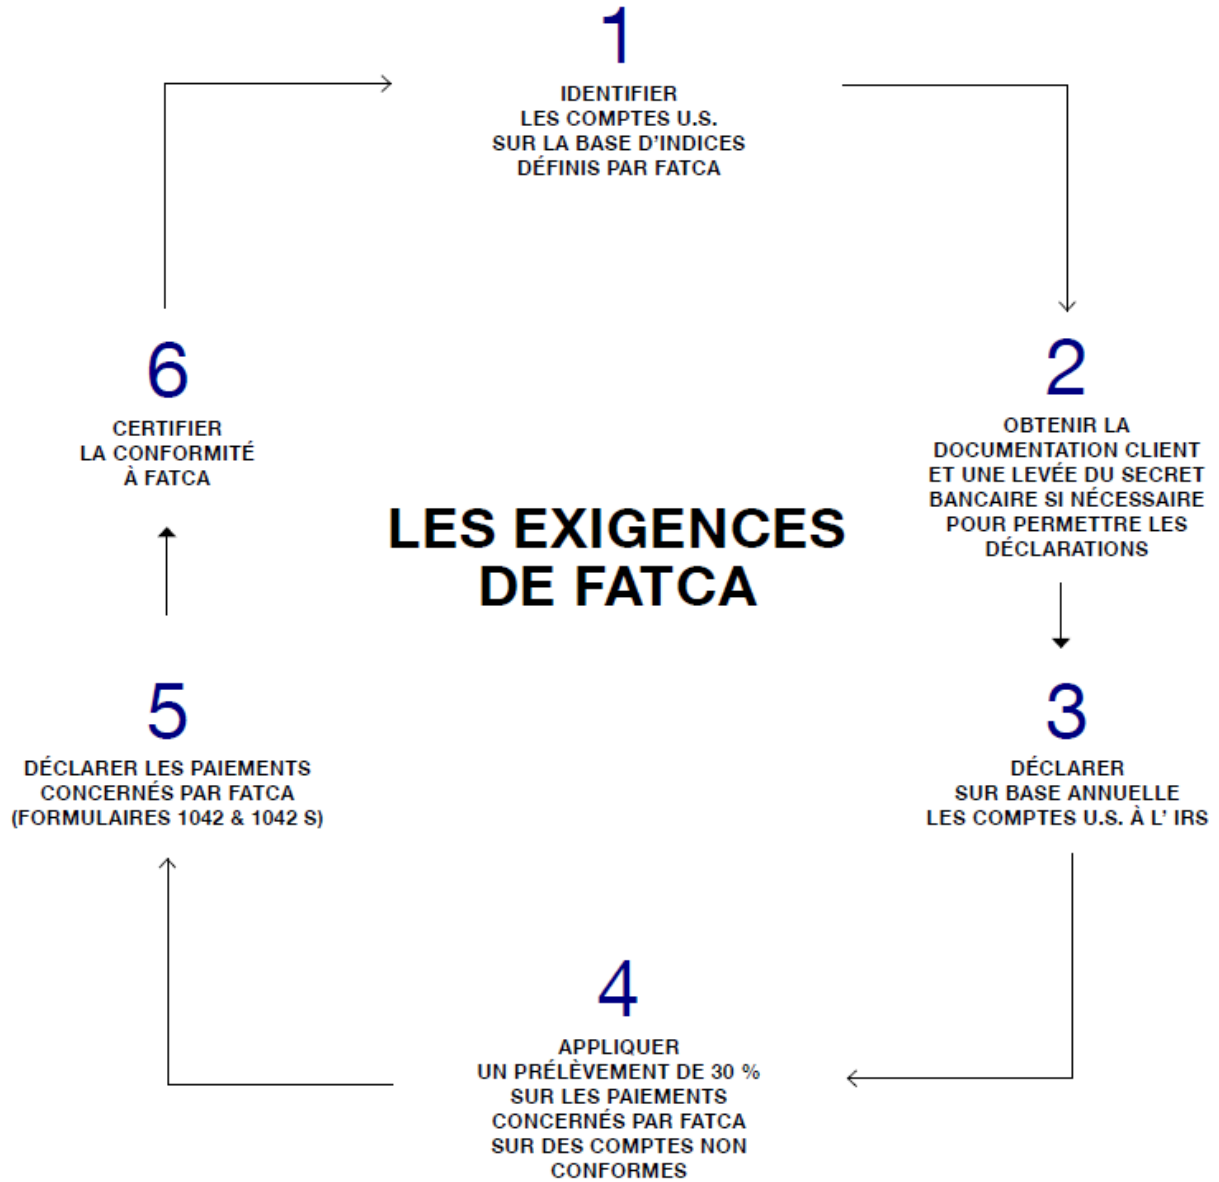 1
IDENTIFIER
LES COMPTES U.S.
SUR LA BASE D'INDICES
DÉFINIS PAR FATCA
6
CERTIFIER
LA CONFORMITÉ
À FATCA
2
OBTENIR LA
DOCUMENTATION CLIENT
ET UNE LEVÉE DU SECRET
BANCAIRE SI NÉCESSAIRE
POUR PERMETTRE LES
DÉCLARATIONS
LES EXIGENCES
DE FATCA
5
DÉCLARER LES PAIEMENTS
CONCERNÉS PAR FATCA
(FORMULAIRES 1042 & 1042 S)
3
DÉCLARER
SUR BASE ANNUELLE
LES COMPTES U.S. À L' IRS
4
APPLIQUER
UN PRÉLÈVEMENT DE 30 %
SUR LES PAIEMENTS
CONCERNÉS PAR FATCA
SUR DES COMPTES NON
CONFORMES